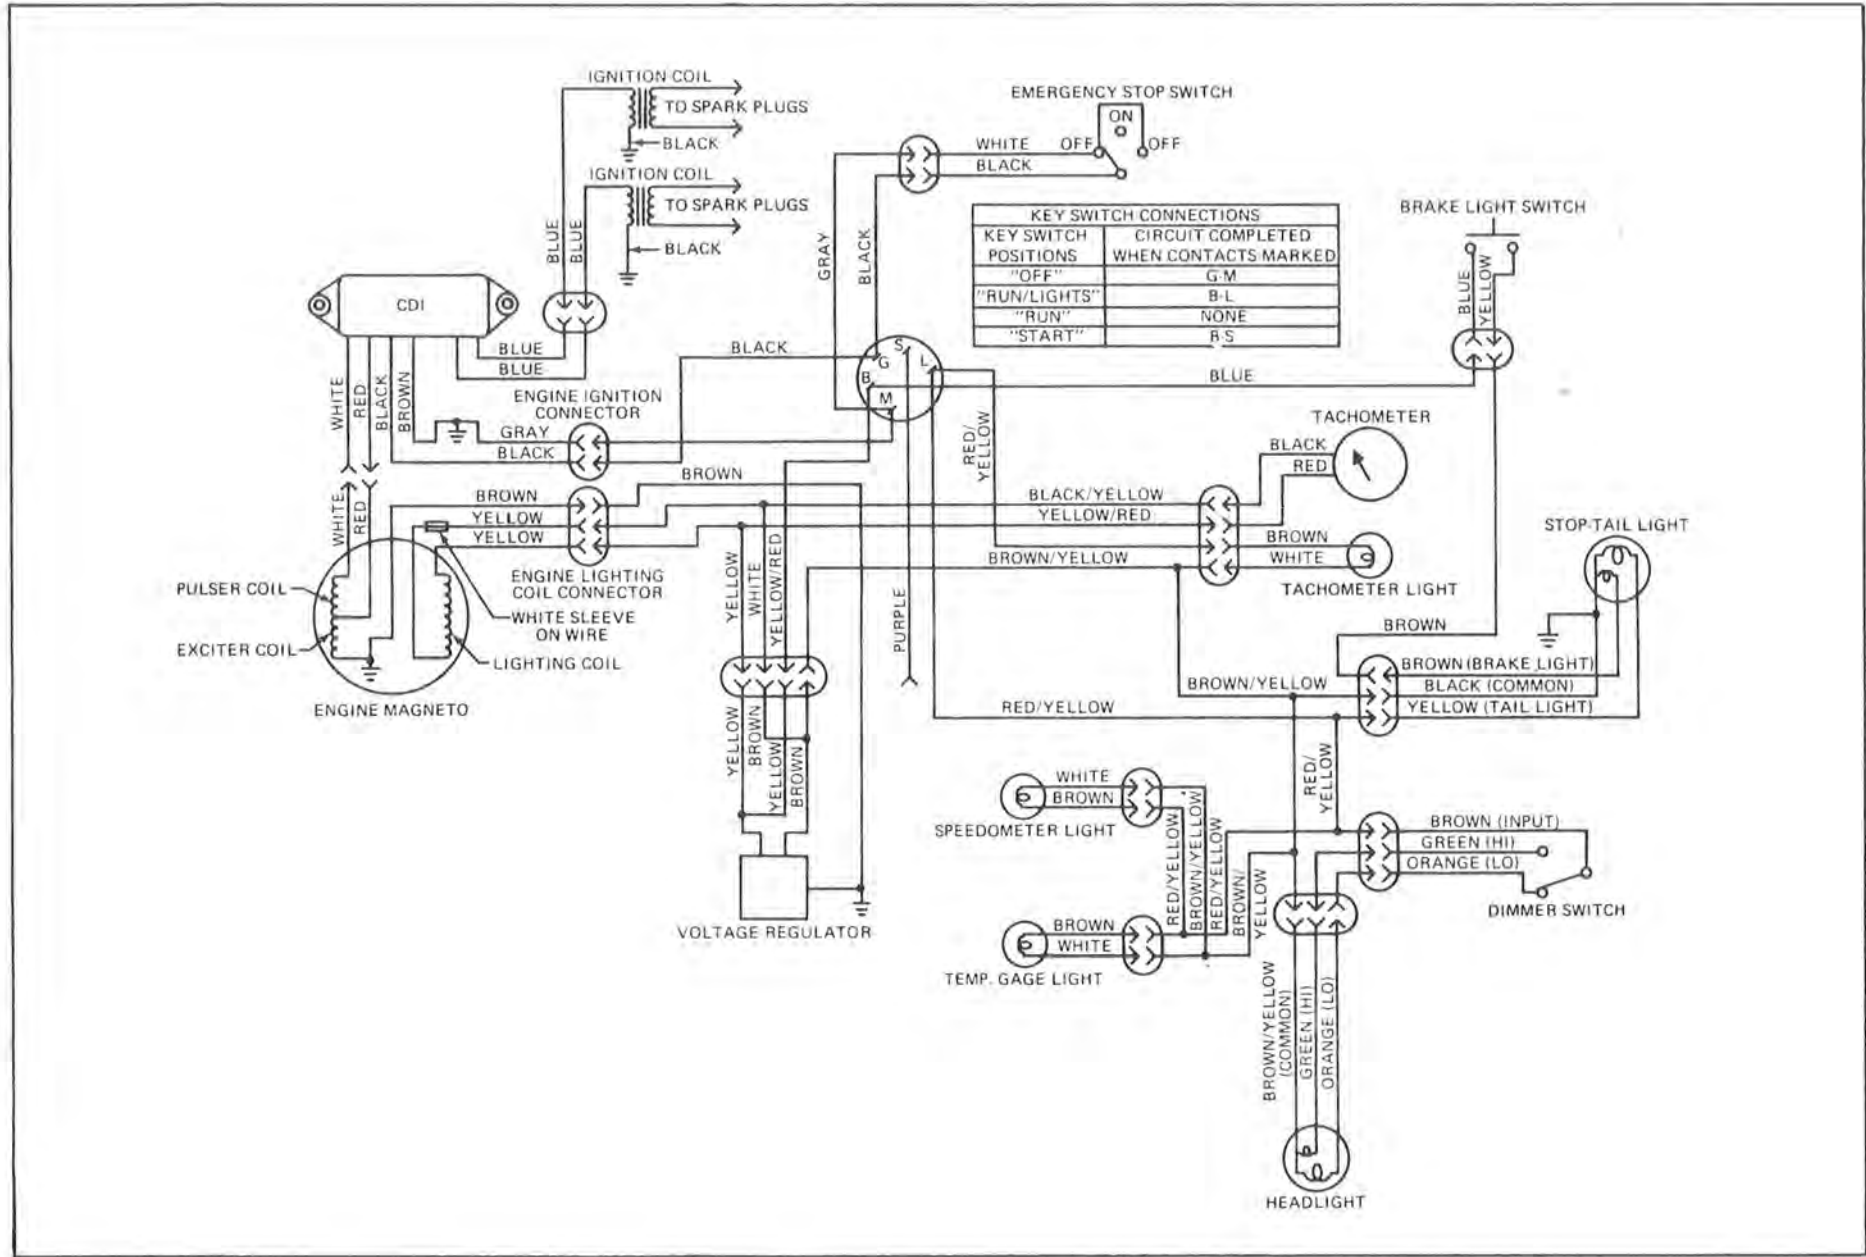 IGNITION COIL
TO SPARK PLUGS
BLACK
IGNITION COIL
TO SPARK PLUGS
BLACK
BLUE
BLUE
EMERGENCY STOP SWITCH
ON
WHITE
OFF
OFF
BLACK
GRAY
BLACK
KEY SWITCH CONNECTIONS
KEY SWITCH POSITIONS
CIRCUIT COMPLETED WHEN CONTACTS MARKED
"OFF" G-M
"RUN/LIGHTS" B-L
"RUN" NONE
"START" B-S
BRAKE LIGHT SWITCH
BLUE
YELLOW
CDI
BLUE
BLUE
WHITE
RED
BLACK
BROWN
ENGINE IGNITION
CONNECTOR
GRAY
BLACK
BLACK
S
G
L
B
M
BLUE
RED/
YELLOW
TACHOMETER
BLACK
RED
BROWN
BLACK/YELLOW
YELLOW/RED
BROWN/YELLOW
BROWN
WHITE
TACHOMETER LIGHT
STOP-TAIL LIGHT
WHITE
RED
BROWN
YELLOW
YELLOW
ENGINE LIGHTING
COIL CONNECTOR
WHITE SLEEVE
ON WIRE
PULSER COIL
EXCITER COIL
LIGHTING COIL
ENGINE MAGNETO
YELLOW
WHITE
YELLOW/RED
PURPLE
YELLOW
BROWN
YELLOW
BROWN
VOLTAGE REGULATOR
BROWN
BROWN (BRAKE LIGHT)
BROWN/YELLOW
BLACK (COMMON)
RED/YELLOW
YELLOW (TAIL LIGHT)
RED/
YELLOW
WHITE
BROWN
SPEEDOMETER LIGHT
RED/YELLOW
BROWN/YELLOW
RED/YELLOW
BROWN/
YELLOW
BROWN (INPUT)
GREEN (HI)
ORANGE (LO)
DIMMER SWITCH
BROWN
WHITE
TEMP. GAGE LIGHT
BROWN/YELLOW
(COMMON)
GREEN (HI)
ORANGE (LO)
HEADLIGHT